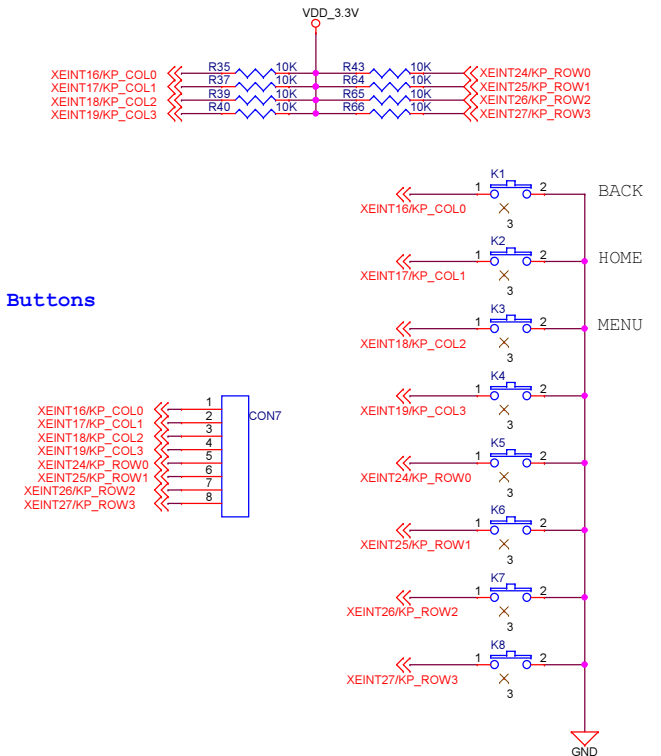 VDD_3.3V
XEINT16/KP_COL0 R35 10K R43 10K XEINT24/KP_ROW0
XEINT17/KP_COL1 R37 10K R64 10K XEINT25/KP_ROW1
XEINT18/KP_COL2 R39 10K R65 10K XEINT26/KP_ROW2
XEINT19/KP_COL3 R40 10K R66 10K XEINT27/KP_ROW3
K1
1 2 BACK
XEINT16/KP_COL0
3
K2
1 2 HOME
XEINT17/KP_COL1
3
Buttons
K3
1 2 MENU
XEINT18/KP_COL2
3
K4
1 2
XEINT19/KP_COL3
3
XEINT16/KP_COL0 1
XEINT17/KP_COL1 2 CON7
XEINT18/KP_COL2 3
XEINT19/KP_COL3 4
XEINT24/KP_ROW0 5
XEINT25/KP_ROW1 6
XEINT26/KP_ROW2 7
XEINT27/KP_ROW3 8
K5
1 2
XEINT24/KP_ROW0
3
K6
1 2
XEINT25/KP_ROW1
3
K7
1 2
XEINT26/KP_ROW2
3
K8
1 2
XEINT27/KP_ROW3
3
GND